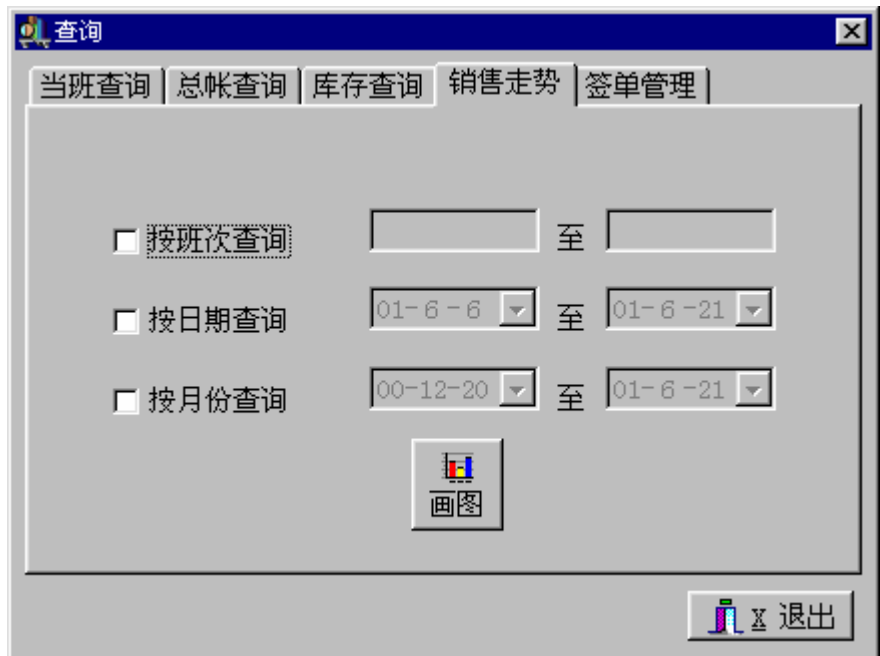 查询
当班查询 总帐查询 库存查询 销售走势 签单管理
按班次查询 至
按日期查询 01-6-6 至 01-6-21
按月份查询 00-12-20 至 01-6-21
画图
X 退出